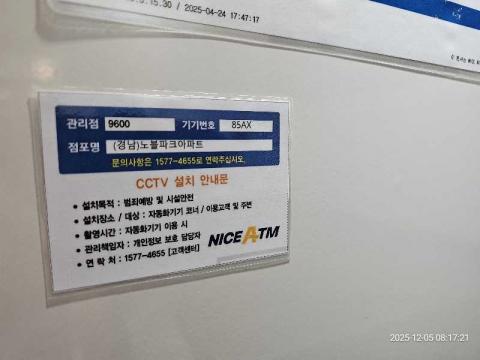 / 2025-04-24 17:47:17
관리점 9600 기기번호 85AX
점포명 (경남)노블파크아파트
문의사항은 1577-4655로 연락주십시오.
CCTV 설치 안내문
• 설치목적 : 범죄예방 및 시설안전
• 설치장소 / 대상 : 자동화기기 코너 / 이용고객 및 주변
• 촬영시간 : 자동화기기 이용 시
• 관리책임자 : 개인정보 보호 담당자
• 연 락 처 : 1577-4655 [고객센터]
NICE ATM
2025-12-05 08:17:21